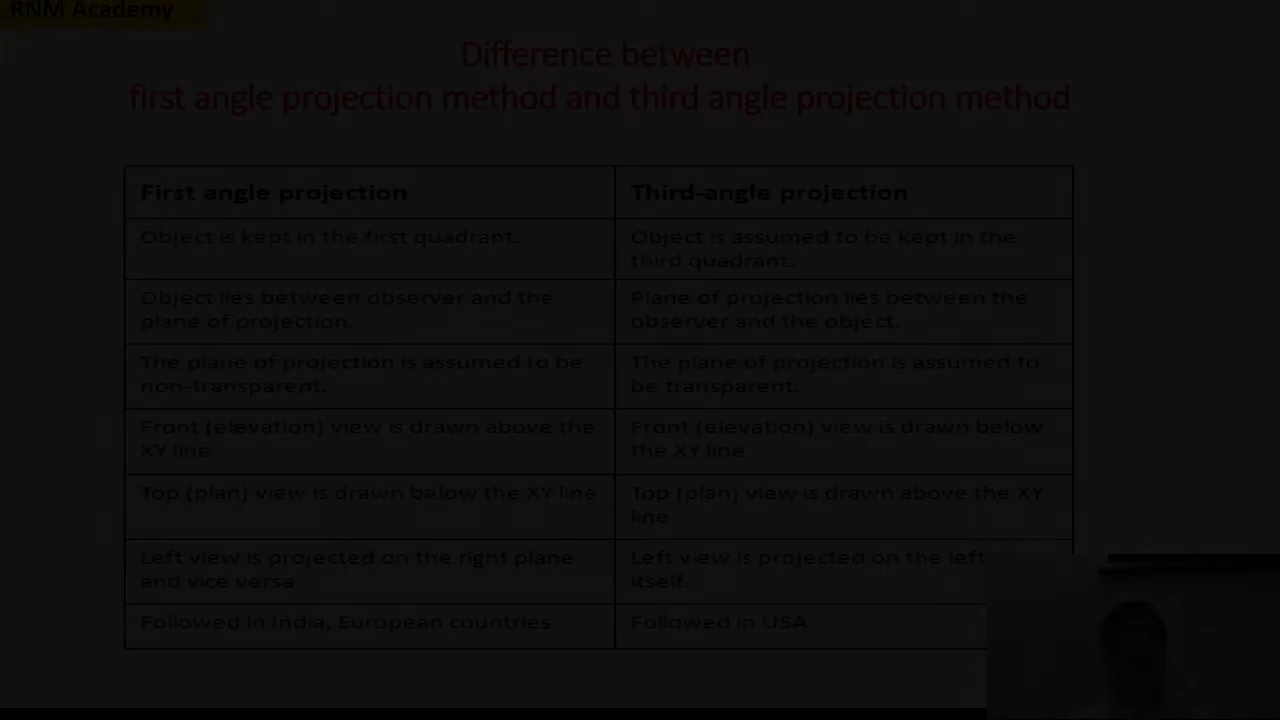 RNM Academy
Difference between
first angle projection method and third angle projection method
First angle projection
Third-angle projection
Object is kept in the first quadrant.
Object is assumed to be kept in the
third quadrant.
Object lies between observer and the
plane of projection.
Plane of projection lies between the
observer and the object.
The plane of projection is assumed to be
non-transparent.
The plane of projection is assumed to
be transparent.
Front (elevation) view is drawn above the
XY line
Front (elevation) view is drawn below
the XY line
Top (plan) view is drawn below the XY line
Top (plan) view is drawn above the XY
line
Left view is projected on the right plane
and vice versa
Left view is projected on the left
itself.
Followed in India, European countries
Followed in USA